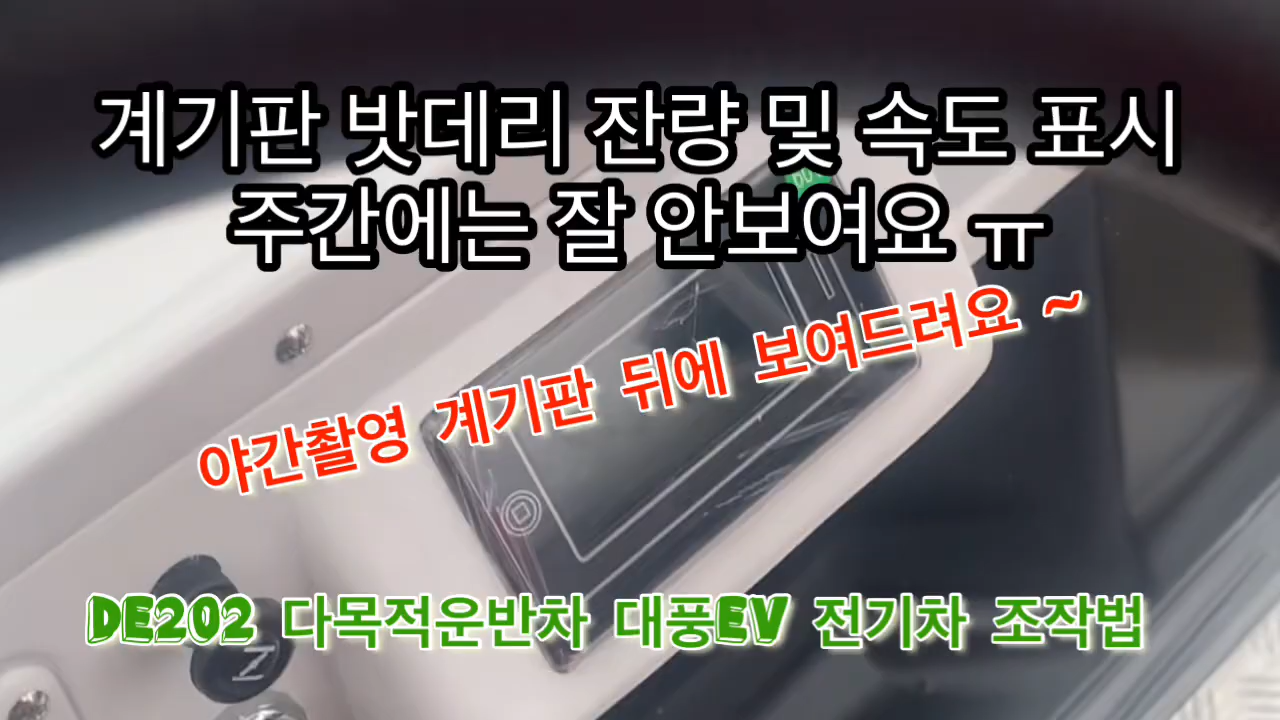 계기판 밧데리 잔량 및 속도 표시
주간에는 잘 안보여요 ㅠ
야간촬영 계기판 뒤에 보여드려요 ~
DE202 다목적운반차 대풍EV 전기차 조작법
N